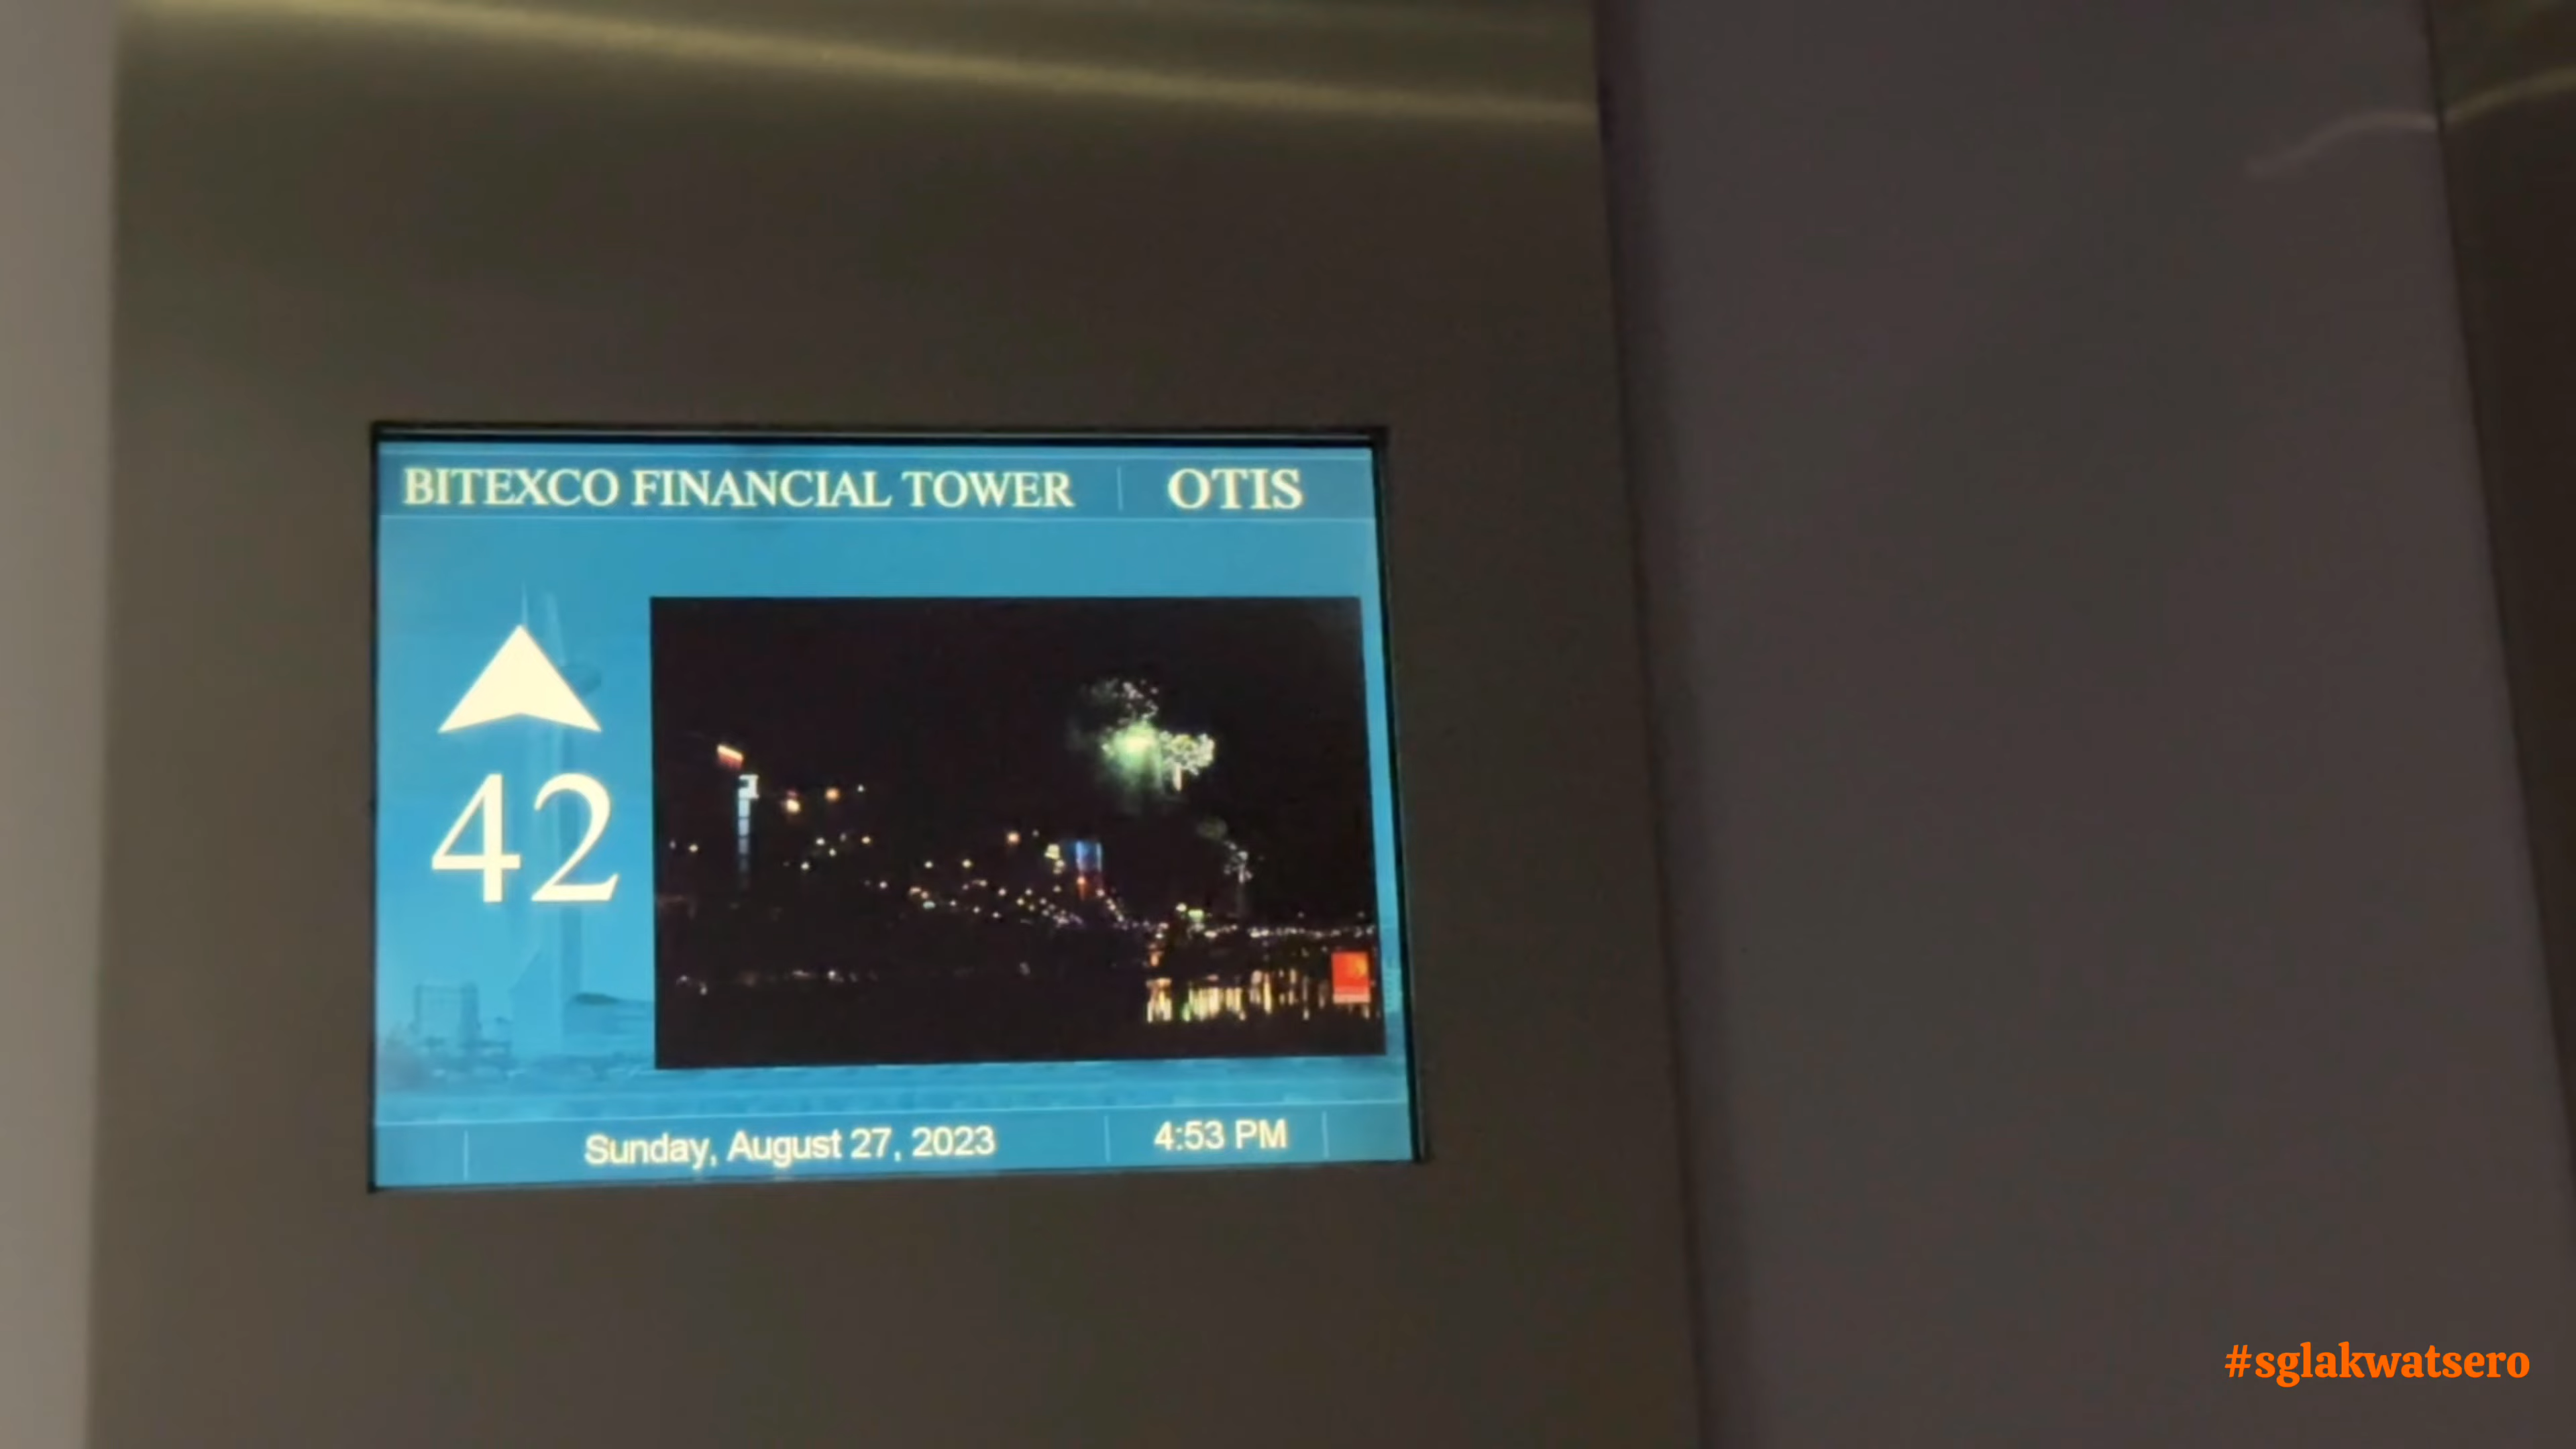 BITEXCO FINANCIAL TOWER OTIS
42
Sunday, August 27, 2023 4:53 PM
#sglakwatsero